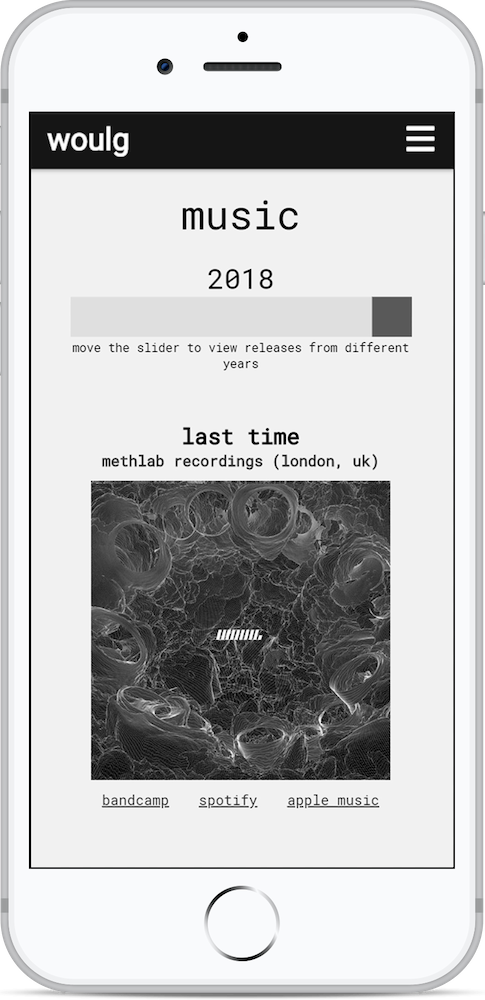 woulg
music
2018
move the slider to view releases from different
years
last time
methlab recordings (london, uk)
bandcamp spotify apple music